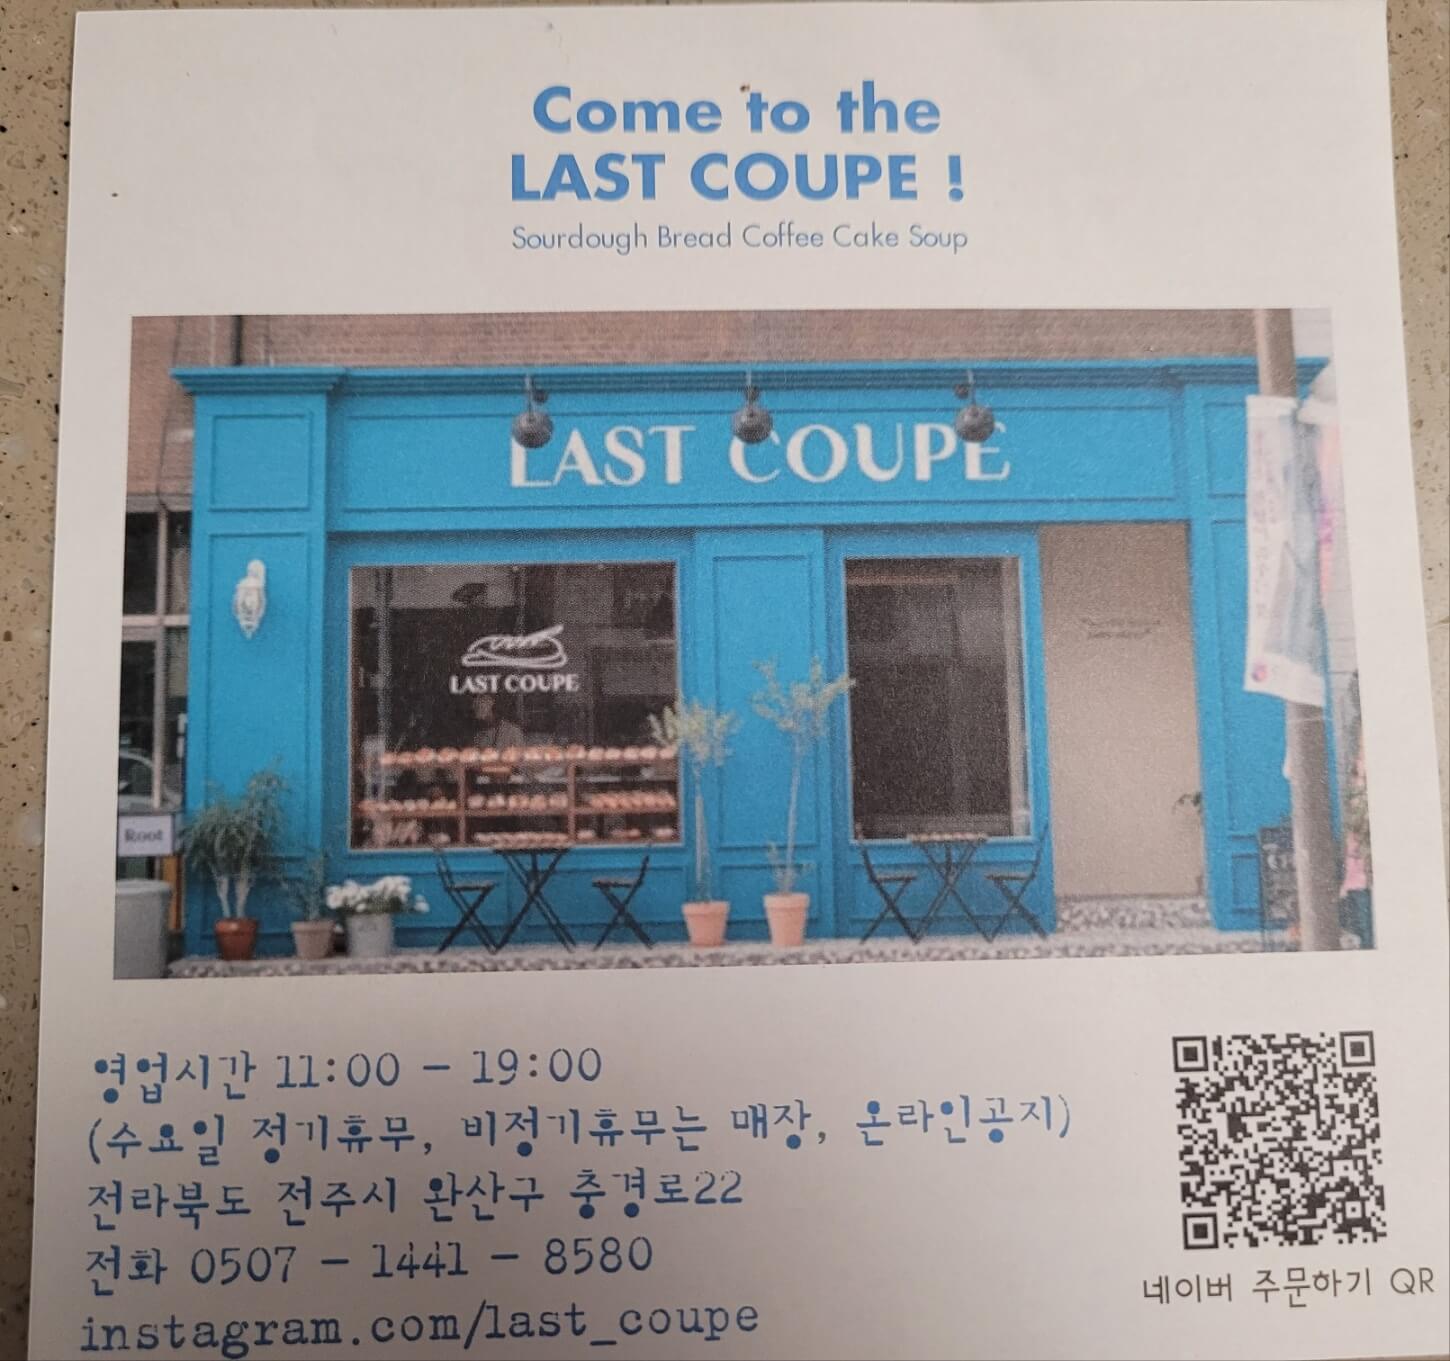 Come to the
LAST COUPE !
Sourdough Bread Coffee Cake Soup
LAST COUPE
LAST COUPE
Root
영업시간 11:00 – 19:00
(수요일 정기휴무, 비정기휴무는 매장, 온라인공지)
전라북도 전주시 완산구 충경로22
전화 0507 – 1441 – 8580
instagram.com/last_coupe
네이버 주문하기 QR